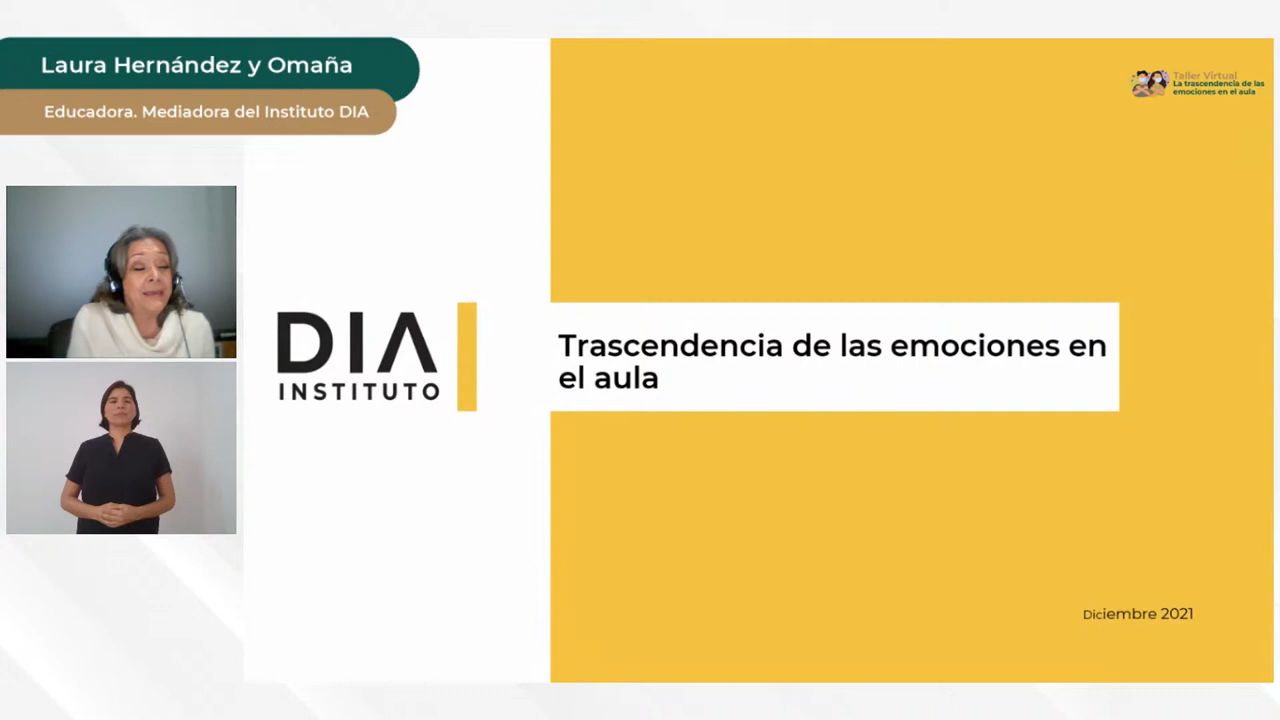 Laura Hernández y Omaña
Educadora. Mediadora del Instituto DIA
Taller Virtual
La trascendencia de las
emociones en el aula
DIA
INSTITUTO
Trascendencia de las emociones en
el aula
Diciembre 2021